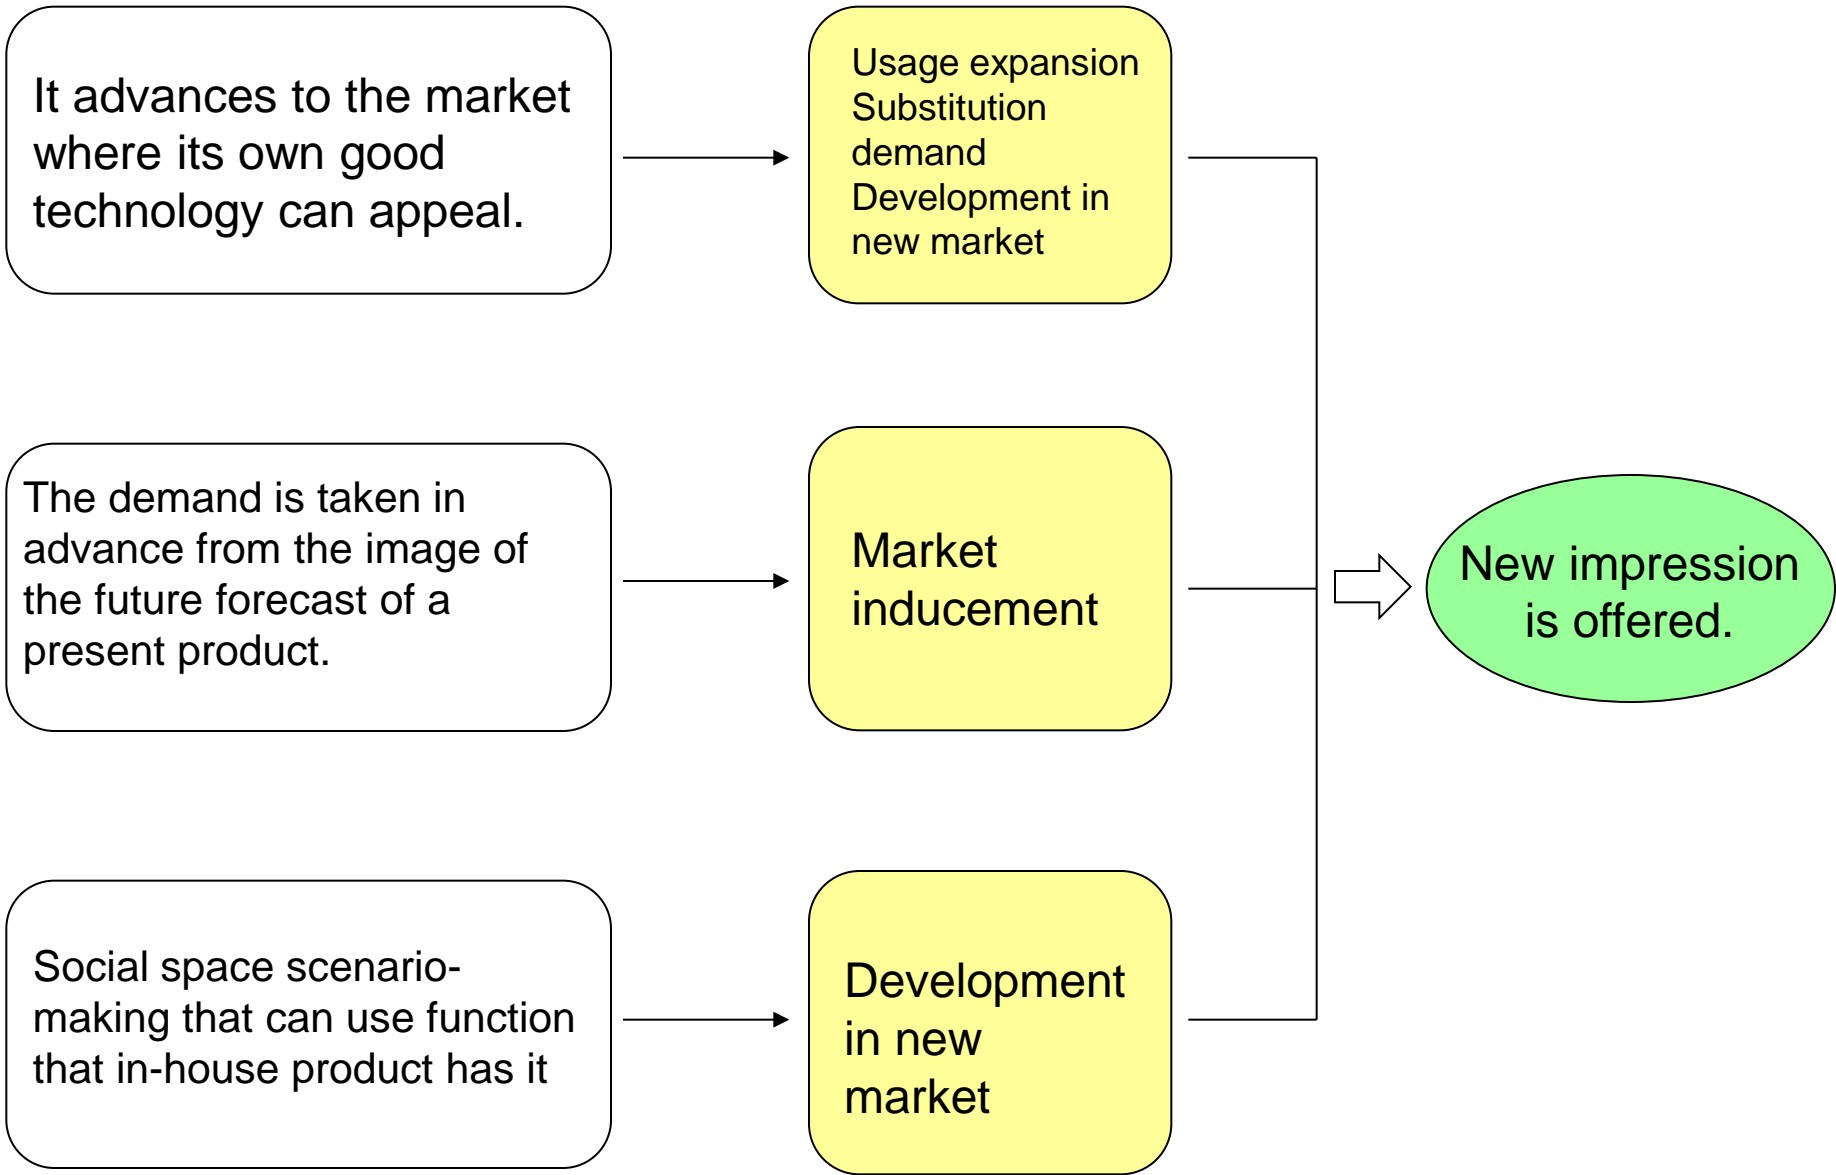 It advances to the market
where its own good
technology can appeal.
Usage expansion
Substitution
demand
Development in
new market
The demand is taken in
advance from the image of
the future forecast of a
present product.
Market
inducement
New impression
is offered.
Social space scenario-
making that can use function
that in-house product has it
Development
in new
market